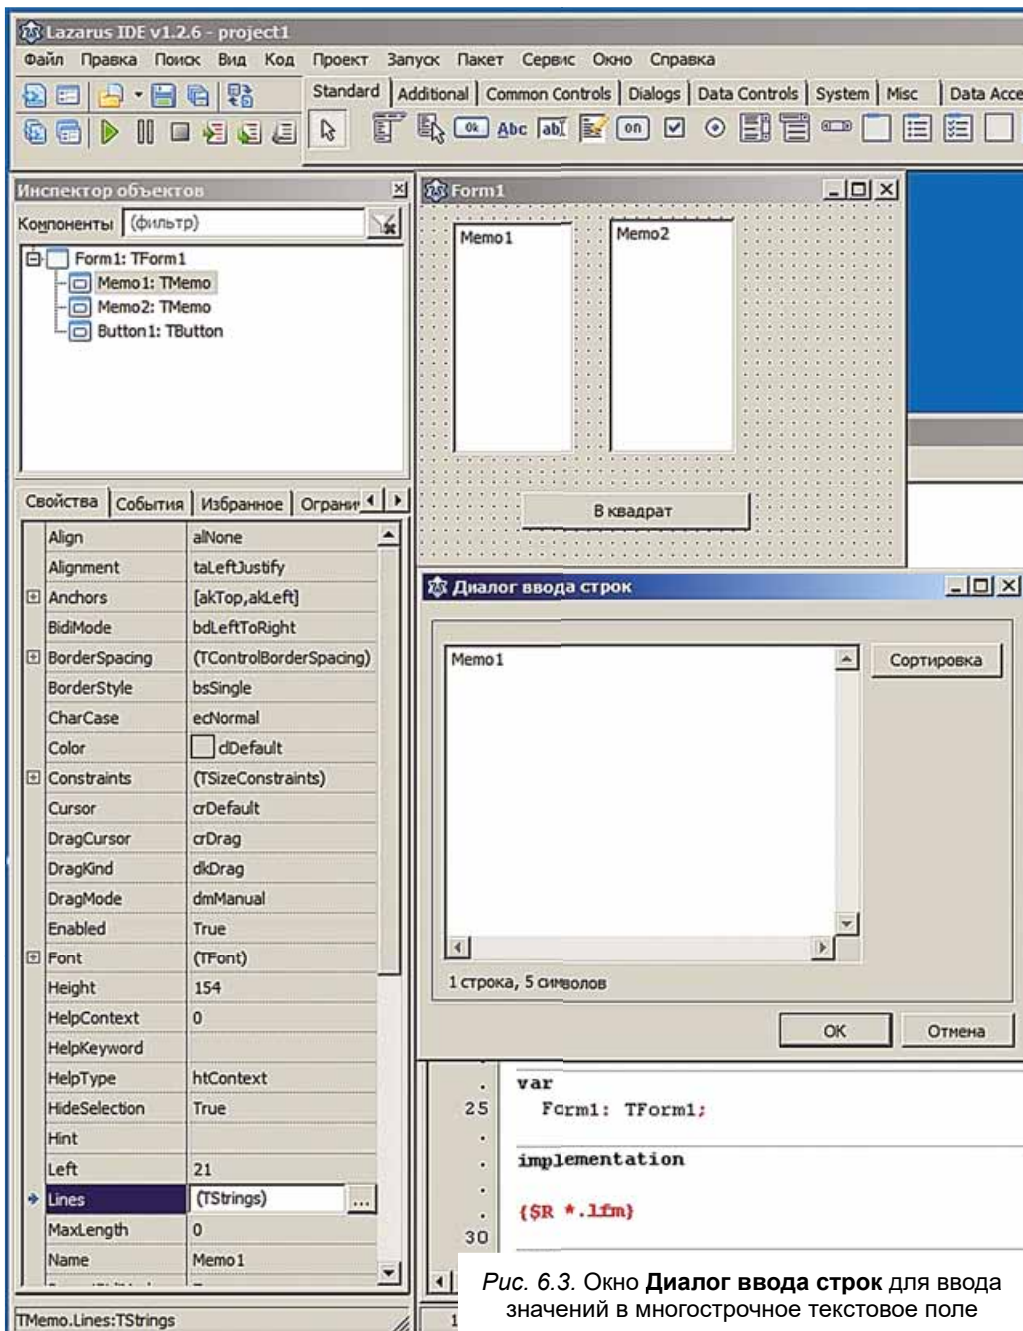 Lazarus IDE v1.2.6 - project1
Файл Правка Поиск Вид Код Проект Запуск Пакет Сервис Окно Справка
Standard Additional Common Controls Dialogs Data Controls System Misc Data Acce
Ok Abc abI on
Инспектор объектов
Компоненты (фильтр)
Form1: TForm1
Memo1: TMemo
Memo2: TMemo
Button1: TButton
Свойства События Избранное Ограни
Align alNone
Alignment taLeftJustify
Anchors [akTop,akLeft]
BidiMode bdLeftToRight
BorderSpacing (TControlBorderSpacing)
BorderStyle bsSingle
CharCase ecNormal
Color clDefault
Constraints (TSizeConstraints)
Cursor crDefault
DragCursor crDrag
DragKind dkDrag
DragMode dmManual
Enabled True
Font (TFont)
Height 154
HelpContext 0
HelpKeyword
HelpType htContext
HideSelection True
Hint
Left 21
Lines (TStrings) ...
MaxLength 0
Name Memo1
TMemo.Lines:TStrings
Form1
Memo1
Memo2
В квадрат
Диалог ввода строк
Memo1
Сортировка
1 строка, 5 символов
OK Отмена
var
25 Form1: TForm1;
implementation
{$R *.lfm}
30
Рис. 6.3. Окно Диалог ввода строк для ввода
значений в многострочное текстовое поле